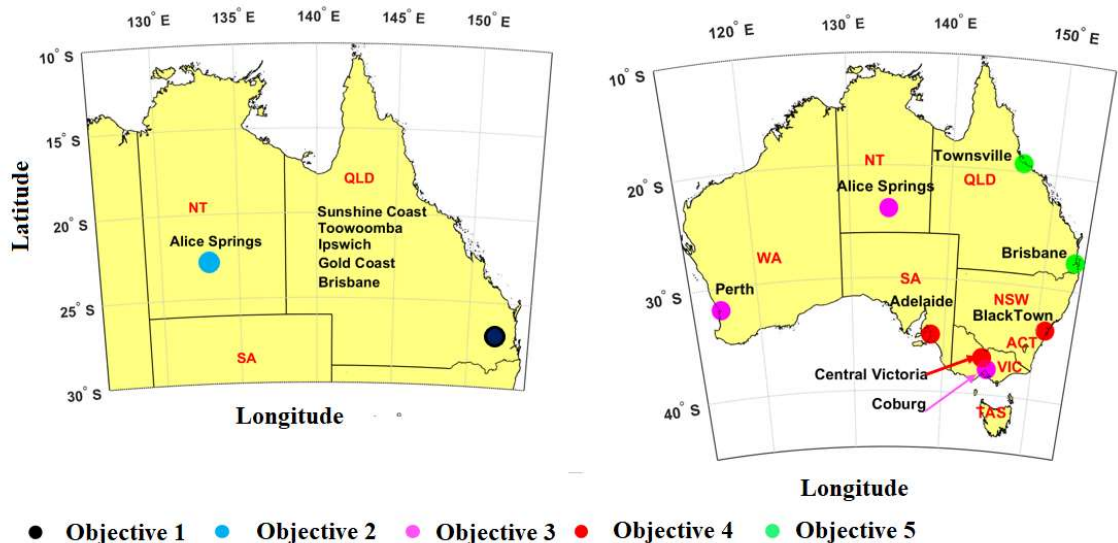 130° E 135° E 140° E 145° E 150° E
10° S
15° S
20° S
25° S
30° S
Latitude
NT
Alice Springs
SA
QLD
Sunshine Coast
Toowoomba
Ipswich
Gold Coast
Brisbane
Longitude
120° E 130° E 140° E 150° E
10° S
20° S
30° S
40° S
NT
Alice Springs
Townsville
QLD
WA
Perth
SA
Adelaide
Brisbane
NSW
BlackTown
ACT
Central Victoria
VIC
Coburg
TAS
Longitude
Objective 1 Objective 2 Objective 3 Objective 4 Objective 5